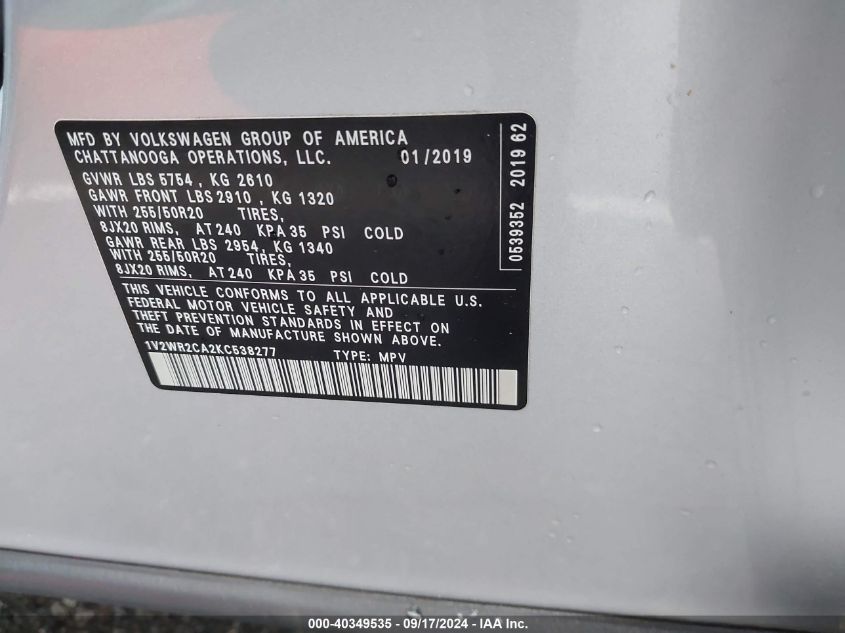 MFD BY VOLKSWAGEN GROUP OF AMERICA
CHATTANOOGA OPERATIONS, LLC. 01/2019
GVWR LBS 5754 , KG 2610
GAWR FRONT LBS 2910 , KG 1320
WITH 255/50R20 TIRES,
8JX20 RIMS, AT 240 KPA 35 PSI COLD
GAWR REAR LBS 2954, KG 1340
WITH 255/50R20 TIRES,
8JX20 RIMS, AT 240 KPA 35 PSI COLD
THIS VEHICLE CONFORMS TO ALL APPLICABLE U.S.
FEDERAL MOTOR VEHICLE SAFETY AND
THEFT PREVENTION STANDARDS IN EFFECT ON
THE DATE OF MANUFACTURE SHOWN ABOVE.
1V2WR2CA2KC538277 TYPE: MPV
0539352 2019 62
000-40349535 - 09/17/2024 - IAA Inc.